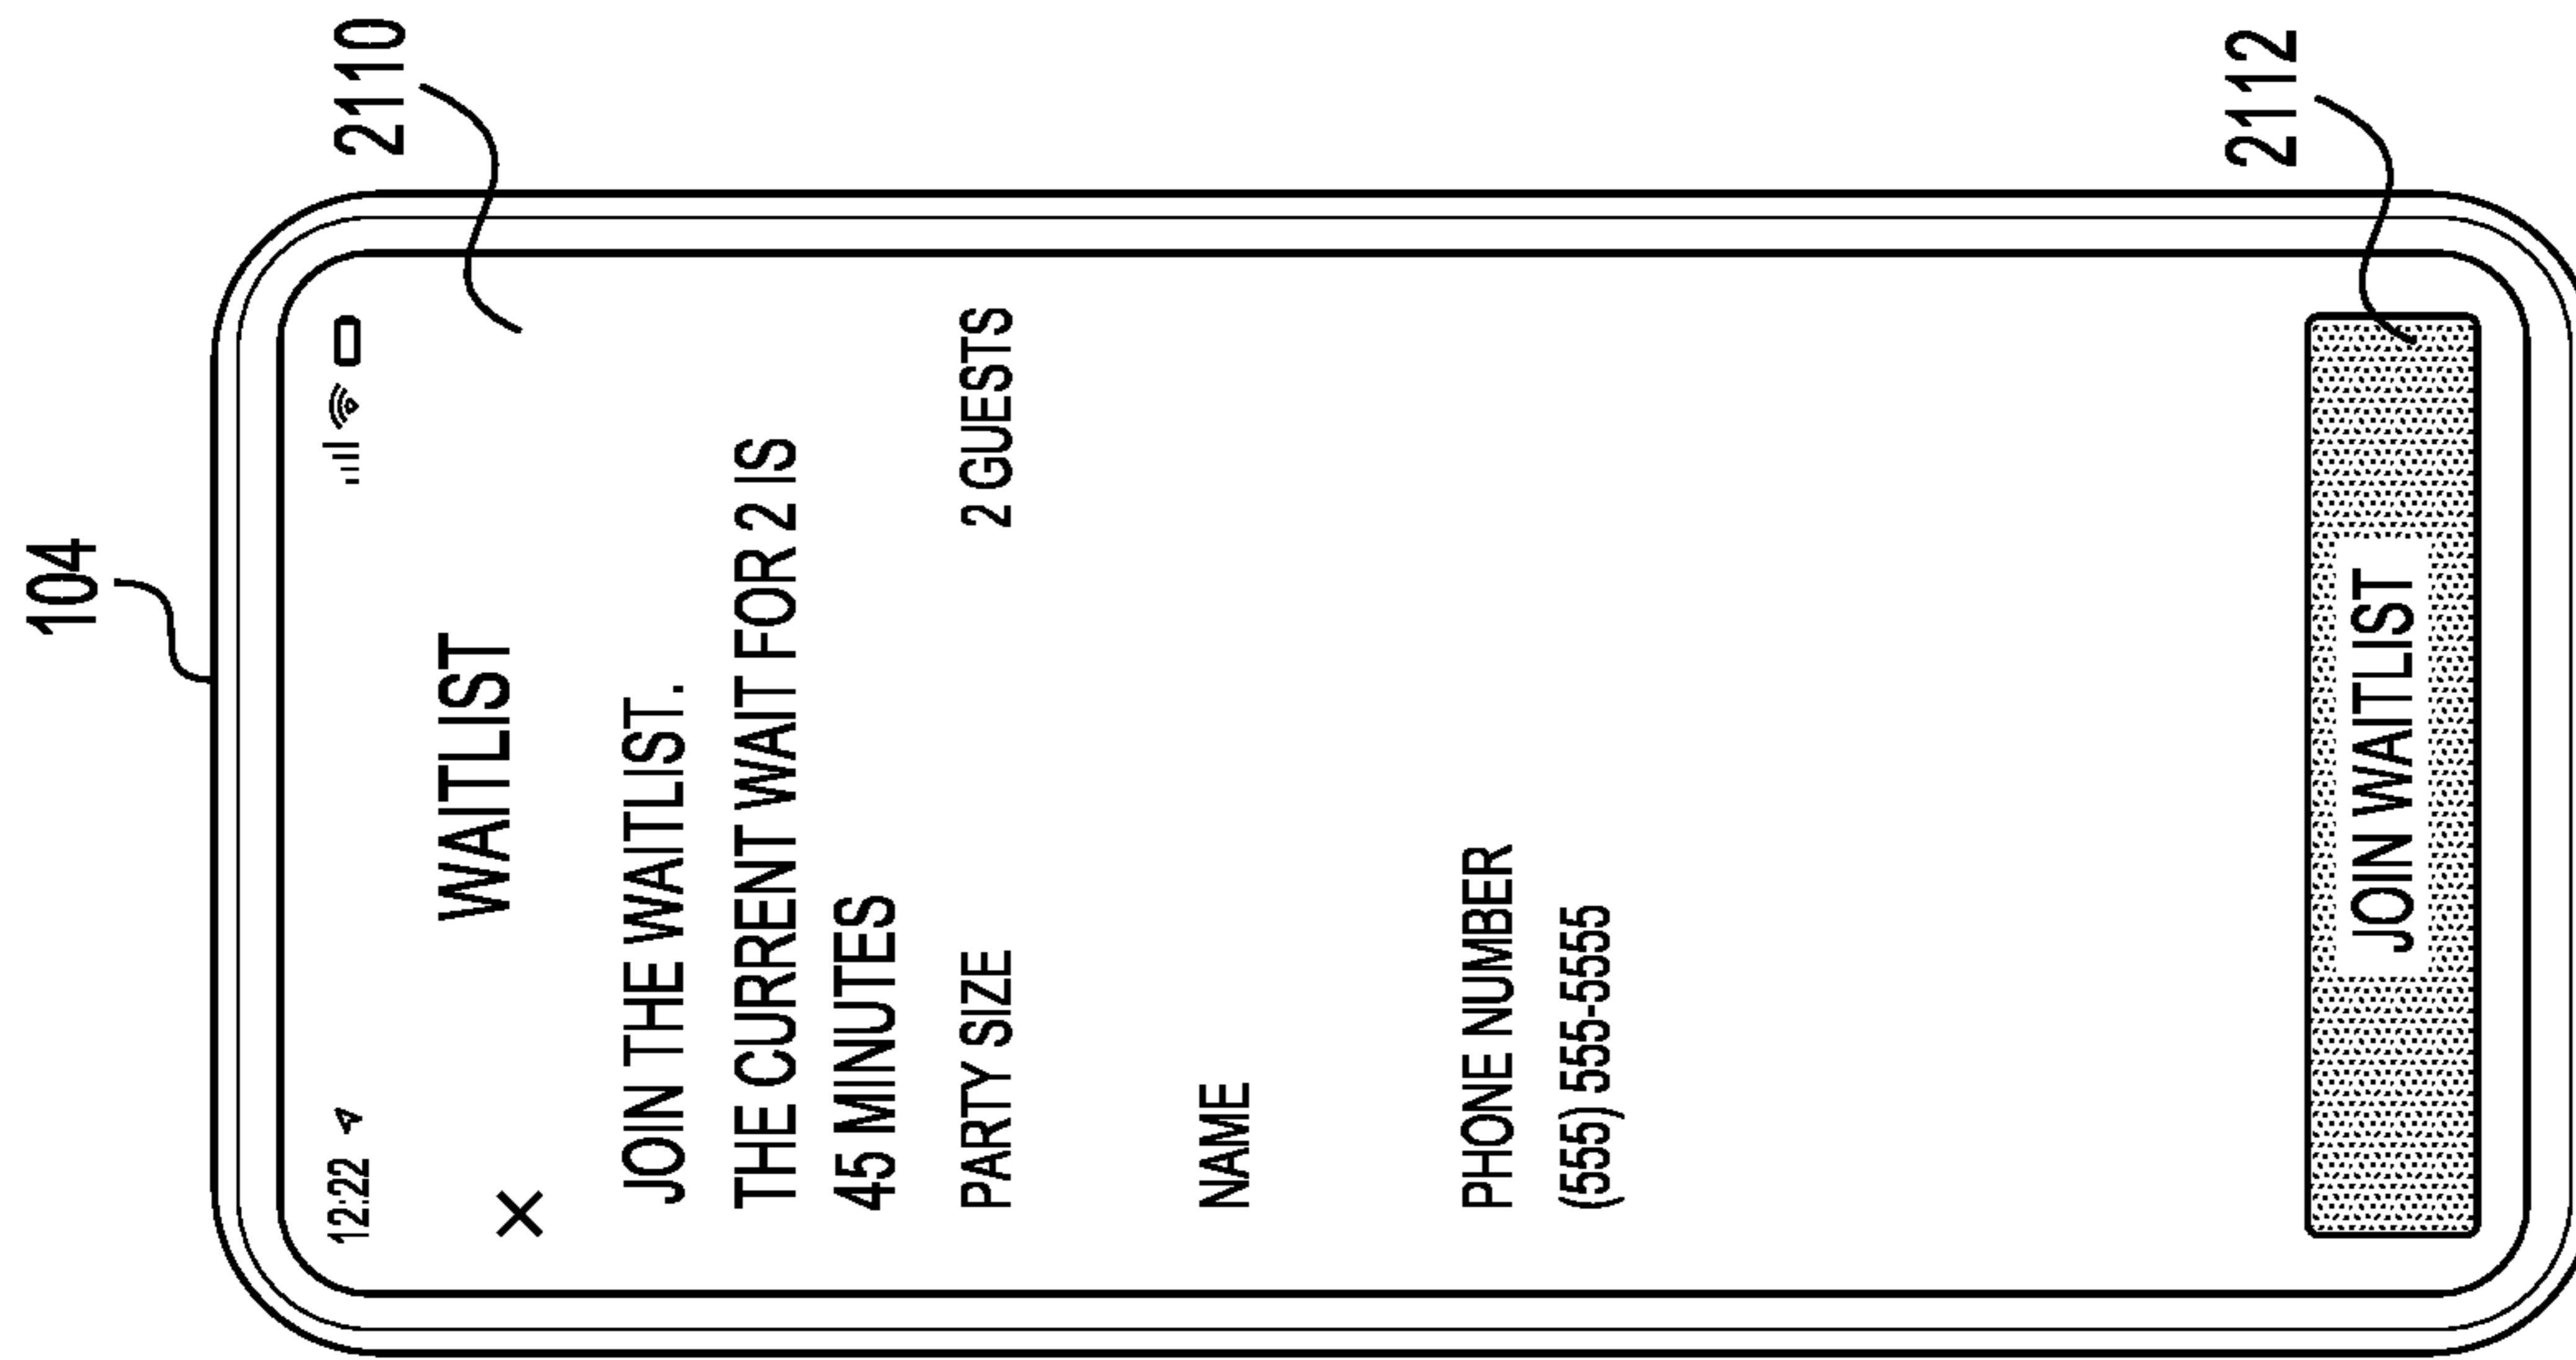 104
12:22
2110
X
WAITLIST
JOIN THE WAITLIST.
THE CURRENT WAIT FOR 2 IS
45 MINUTES
PARTY SIZE 2 GUESTS
NAME
PHONE NUMBER
(555) 555-5555
2112
JOIN WAITLIST